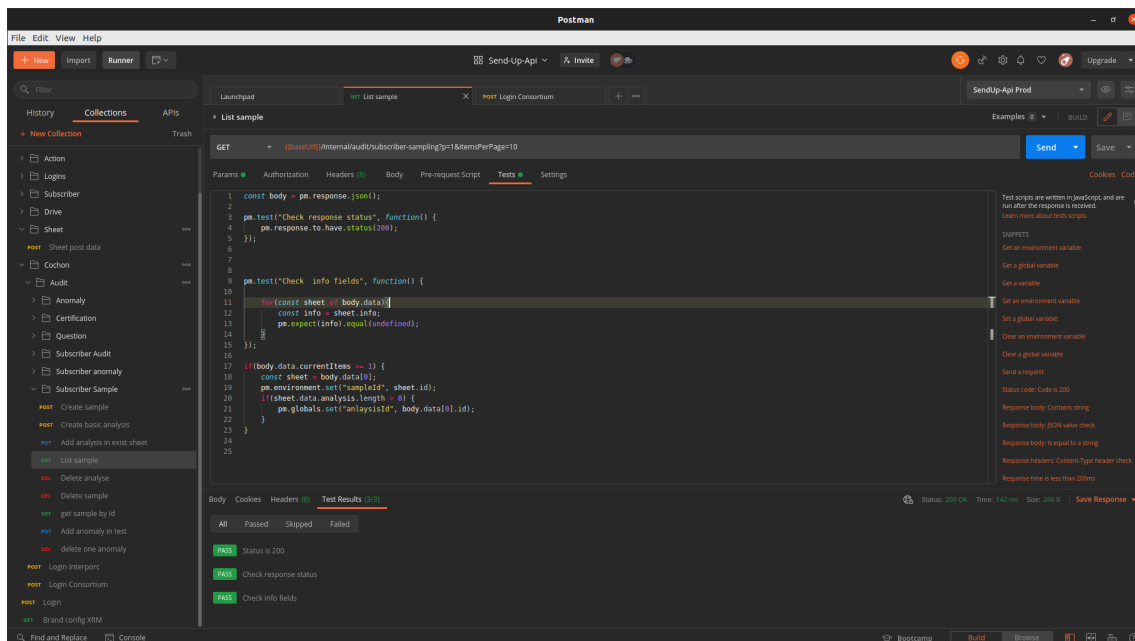 Postman
File Edit View Help
+ New Import Runner
Send-Up-Api Invite Upgrade
Filter
History Collections APIs
+ New Collection Trash
Action
Logins
Subscriber
Drive
Sheet
POST Sheet post data
Cochon
Audit
Anomaly
Certification
Question
Subscriber Audit
Subscriber anomaly
Subscriber Sample
POST Create sample
POST Create basic analysis
PUT Add analysis in exist sheet
GET List sample
DEL Delete analyse
DEL Delete sample
GET get sample by Id
PUT Add anomaly in test
DEL delete one anomaly
POST Login Interporc
POST Login Consortium
POST Login
GET Brand config XRM
Launchpad GET List sample X POST Login Consortium + SendUp-Api Prod
List sample Examples 0 BUILD
GET {{baseUrl}}/internal/audit/subscriber-sampling?p=1&itemsPerPage=10 Send Save
Params Authorization Headers (8) Body Pre-request Script Tests Settings Cookies Cod
1 const body = pm.response.json();
2
3 pm.test("Check response status", function() {
4 pm.response.to.have.status(200);
5 });
6
7
8
9 pm.test("Check  info fields", function() {
10
11 for(const sheet of body.data){
12 const info = sheet.info;
13 pm.expect(info).equal(undefined);
14 }
15 });
16
17 if(body.data.currentItems >= 1) {
18 const sheet = body.data[0];
19 pm.environment.set("sampleId", sheet.id);
20 if(sheet.data.analysis.length > 0) {
21 pm.globals.set("anlaysisId", body.data[0].id);
22 }
23 }
24
25
Test scripts are written in JavaScript, and are
run after the response is received.
Learn more about tests scripts
SNIPPETS
Get an environment variable
Get a global variable
Get a variable
Set an environment variable
Set a global variable
Clear an environment variable
Clear a global variable
Send a request
Status code: Code is 200
Response body: Contains string
Response body: JSON value check
Response body: Is equal to a string
Response headers: Content-Type header check
Response time is less than 200ms
Body Cookies Headers (6) Test Results (3/3) Status: 200 OK Time: 142 ms Size: 266 B Save Response
All Passed Skipped Failed
PASS Status is 200
PASS Check response status
PASS Check info fields
Find and Replace Console Bootcamp Build Browse